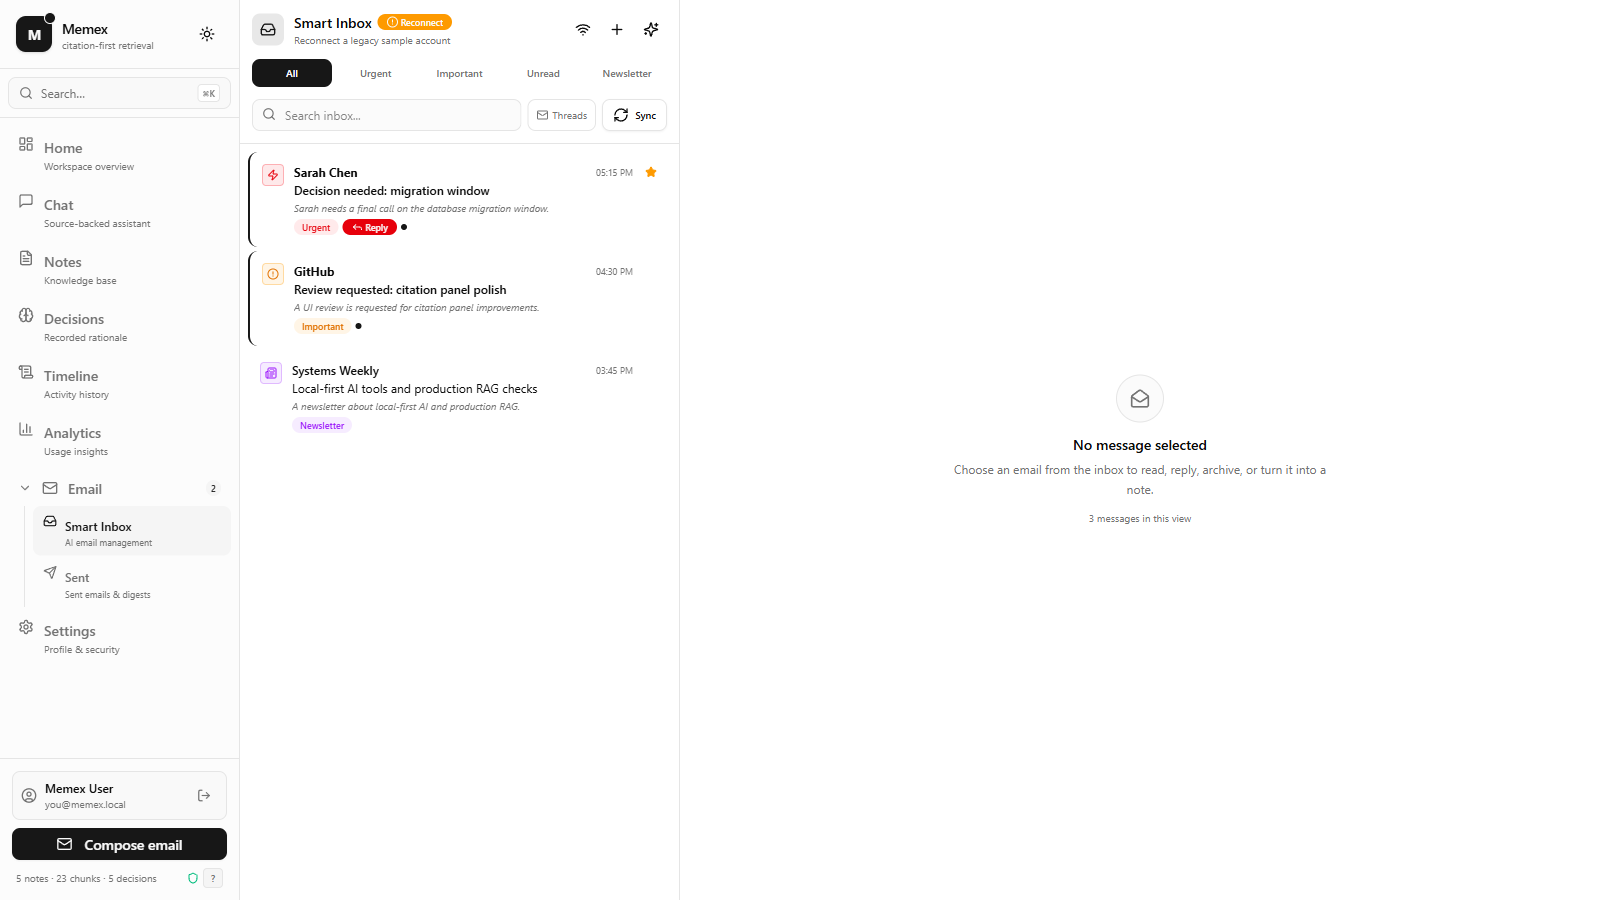 M
Memex
citation-first retrieval
Search...
⌘K
Home
Workspace overview
Chat
Source-backed assistant
Notes
Knowledge base
Decisions
Recorded rationale
Timeline
Activity history
Analytics
Usage insights
Email
2
Smart Inbox
AI email management
Sent
Sent emails & digests
Settings
Profile & security
Memex User
you@memex.local
Compose email
5 notes · 23 chunks · 5 decisions
?
Smart Inbox
Reconnect
Reconnect a legacy sample account
All
Urgent
Important
Unread
Newsletter
Search inbox...
Threads
Sync
Sarah Chen
05:15 PM
Decision needed: migration window
Sarah needs a final call on the database migration window.
Urgent
Reply
GitHub
04:30 PM
Review requested: citation panel polish
A UI review is requested for citation panel improvements.
Important
Systems Weekly
03:45 PM
Local-first AI tools and production RAG checks
A newsletter about local-first AI and production RAG.
Newsletter
No message selected
Choose an email from the inbox to read, reply, archive, or turn it into a
note.
3 messages in this view